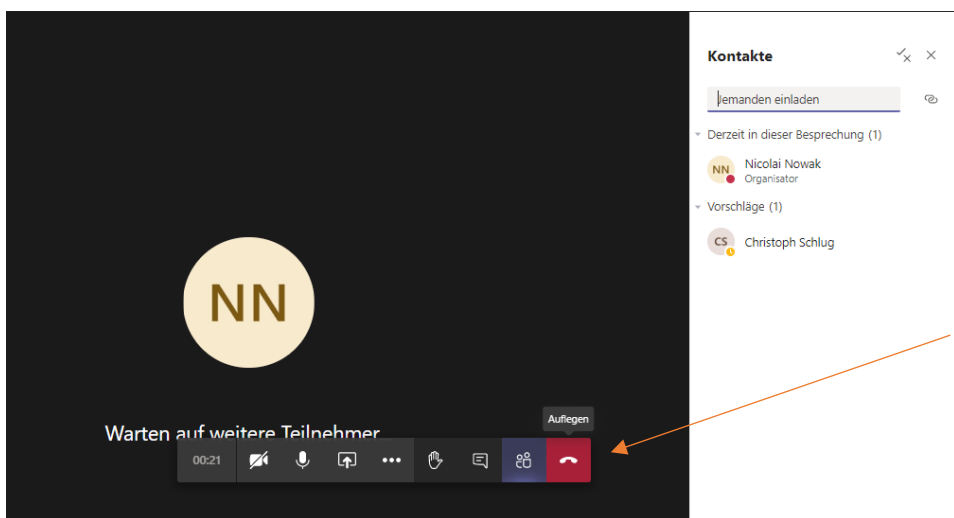 NN
Warten auf weitere Teilnehmer...
Auflegen
00:21
Kontakte
Jemanden einladen
Derzeit in dieser Besprechung (1)
NN
Nicolai Nowak
Organisator
Vorschläge (1)
CS
Christoph Schlug